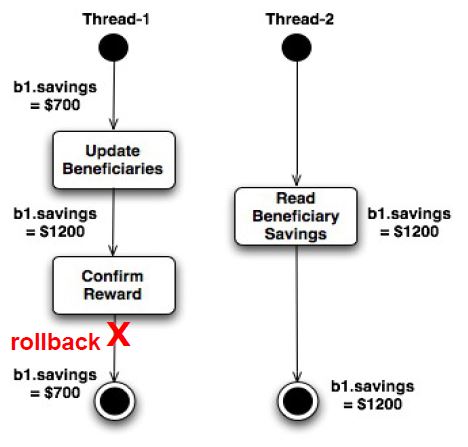 Thread-1
Thread-2
b1.savings
= $700
Update
Beneficiaries
b1.savings
= $1200
Read
Beneficiary
Savings
b1.savings
= $1200
Confirm
Reward
rollback X
b1.savings
= $700
b1.savings
= $1200